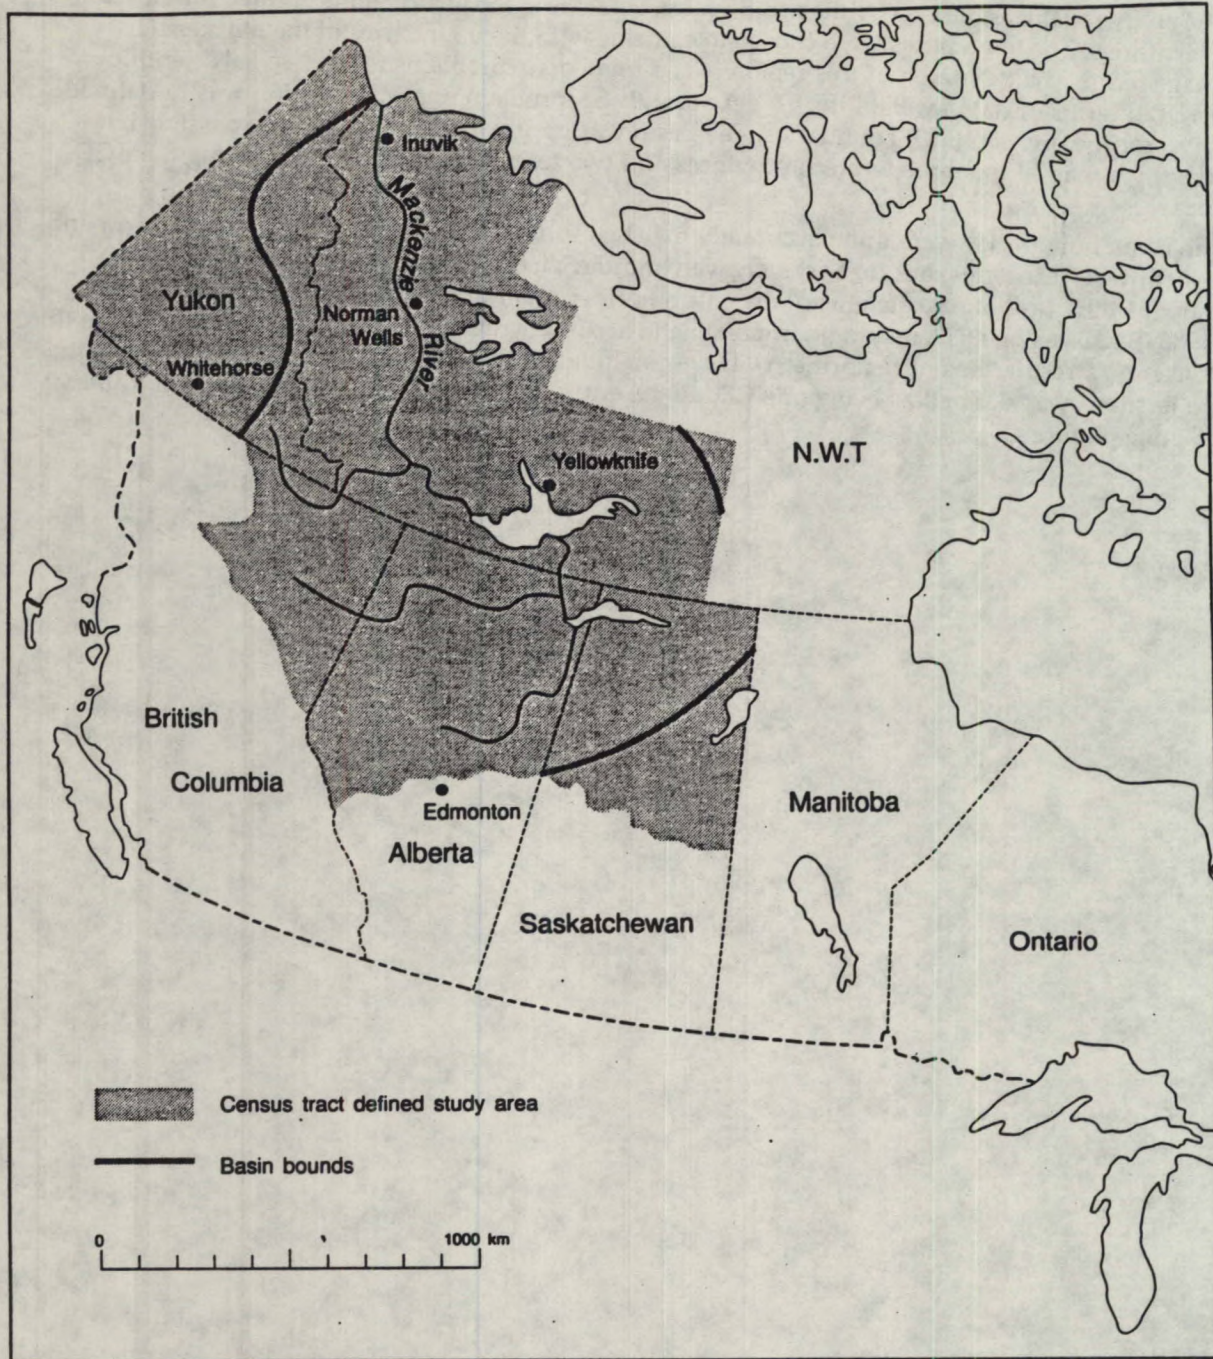 Inuvik
Mackenzie
River
Yukon
Norman
Wells
Whitehorse
Yellowknife
N.W.T
British
Columbia
Edmonton
Alberta
Manitoba
Saskatchewan
Ontario
Census tract defined study area
Basin bounds
0
1000 km